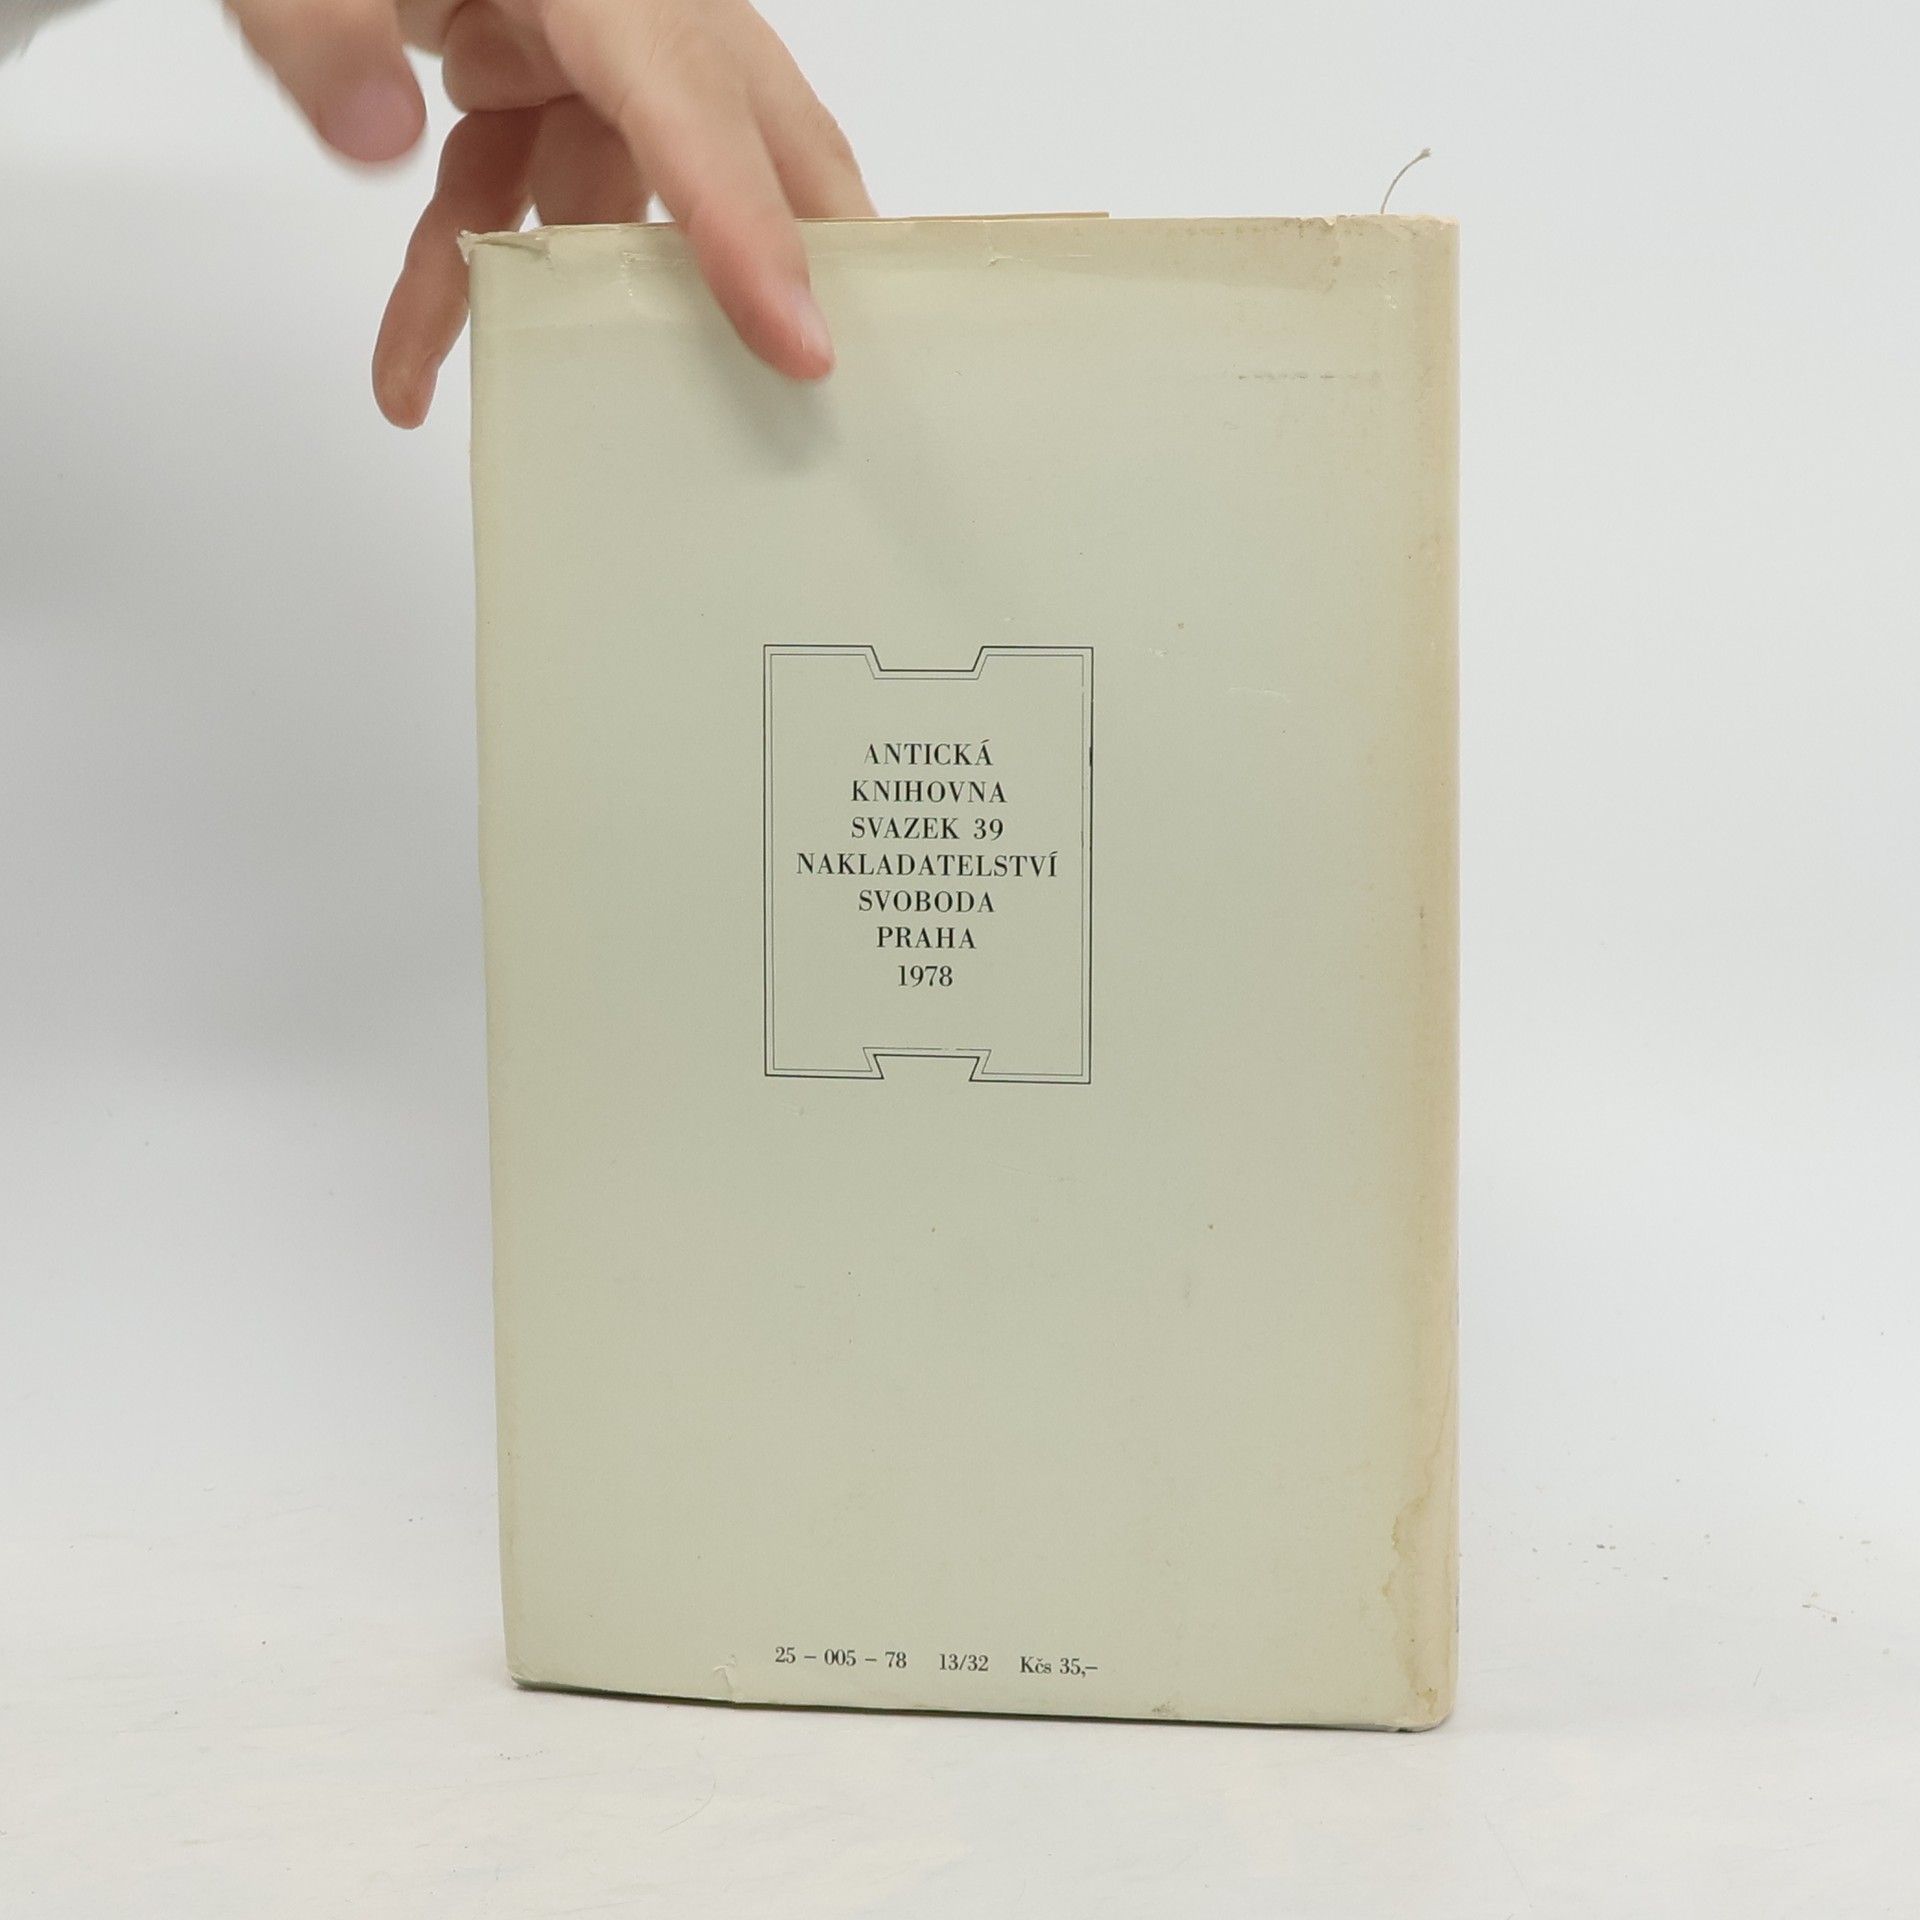 ANTICKÁ
KNIHOVNA
SVAZEK 39
NAKLADATELSTVÍ
SVOBODA
PRAHA
1978
25 – 005 – 78 13/32 Kčs 35,–